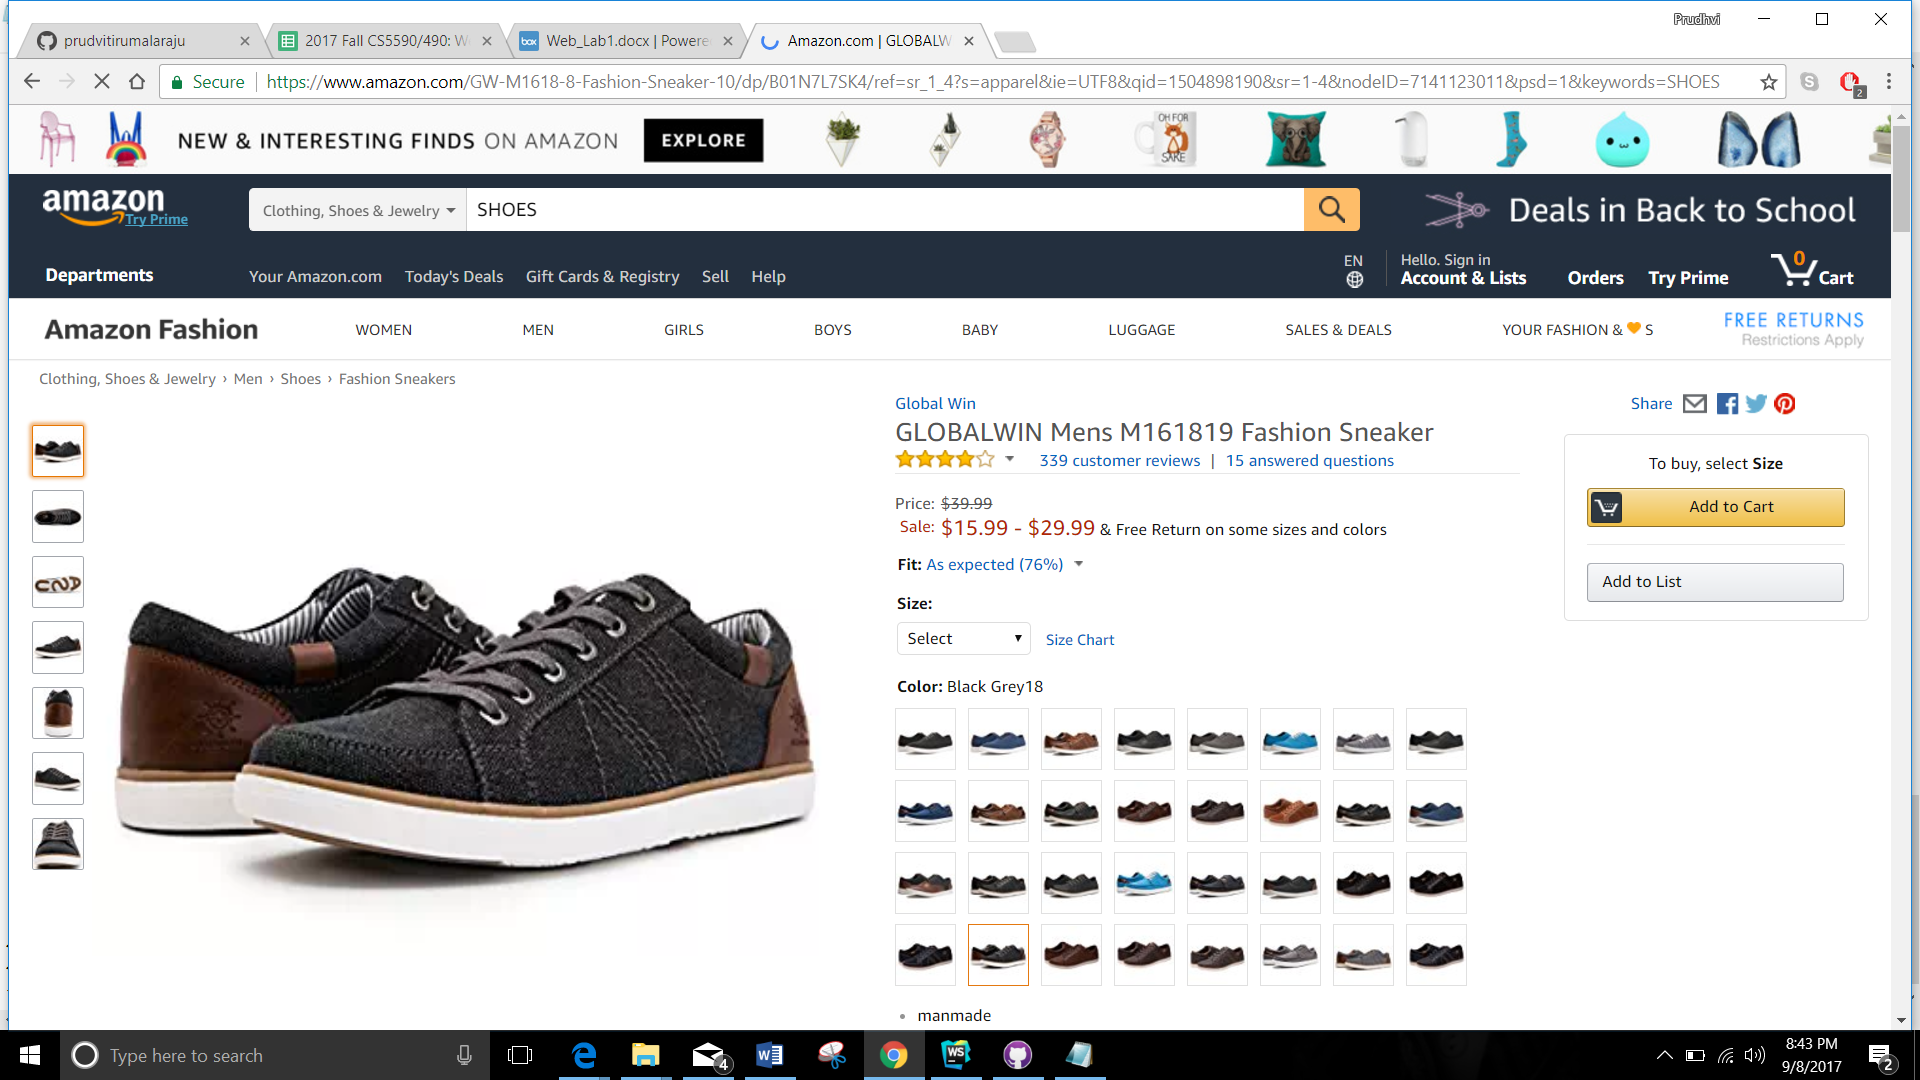 Prudhvi
prudvitirumalaraju
2017 Fall CS5590/490: W
Web_Lab1.docx | Powere
Amazon.com | GLOBALW
Secure
https://www.amazon.com/GW-M1618-8-Fashion-Sneaker-10/dp/B01N7L7SK4/ref=sr_1_4?s=apparel&ie=UTF8&qid=1504898190&sr=1-4&nodeID=7141123011&psd=1&keywords=SHOES
2
NEW & INTERESTING FINDS ON AMAZON
EXPLORE
OH FOR
SAKE
amazon
Try Prime
Clothing, Shoes & Jewelry
SHOES
Deals in Back to School
Departments
Your Amazon.com
Today's Deals
Gift Cards & Registry
Sell
Help
EN
Hello. Sign in
Account & Lists
Orders
Try Prime
0
Cart
Amazon Fashion
WOMEN
MEN
GIRLS
BOYS
BABY
LUGGAGE
SALES & DEALS
YOUR FASHION & 🧡 S
FREE RETURNS
Restrictions Apply
Clothing, Shoes & Jewelry › Men › Shoes › Fashion Sneakers
Global Win
GLOBALWIN Mens M161819 Fashion Sneaker
339 customer reviews | 15 answered questions
Price: $39.99
Sale: $15.99 - $29.99 & Free Return on some sizes and colors
Fit: As expected (76%)
Size:
Select
Size Chart
Color: Black Grey18
• manmade
Share
To buy, select Size
Add to Cart
Add to List
Type here to search
4
WS
8:43 PM
9/8/2017
2